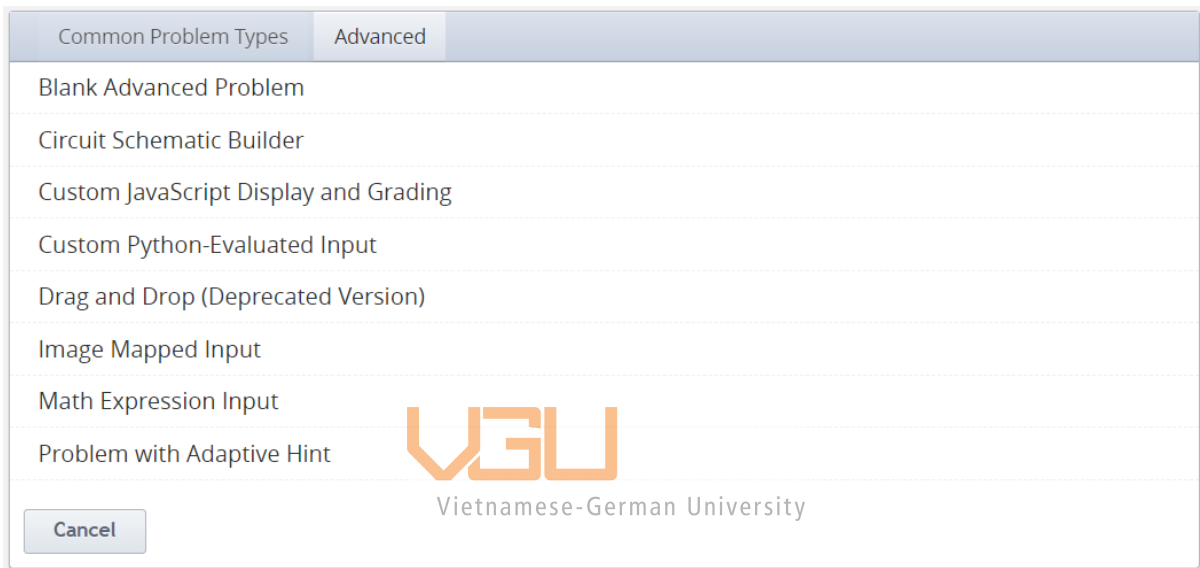 Common Problem Types Advanced
Blank Advanced Problem
Circuit Schematic Builder
Custom JavaScript Display and Grading
Custom Python-Evaluated Input
Drag and Drop (Deprecated Version)
Image Mapped Input
Math Expression Input
Problem with Adaptive Hint
VGU
Vietnamese-German University
Cancel